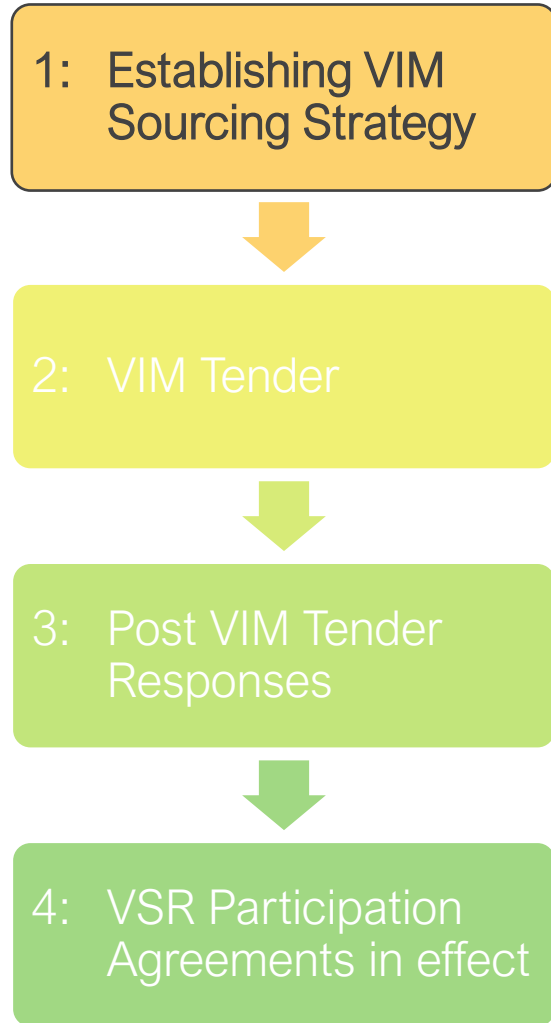 1: Establishing VIM
Sourcing Strategy
2: VIM Tender
3: Post VIM Tender
Responses
4: VSR Participation
Agreements in effect